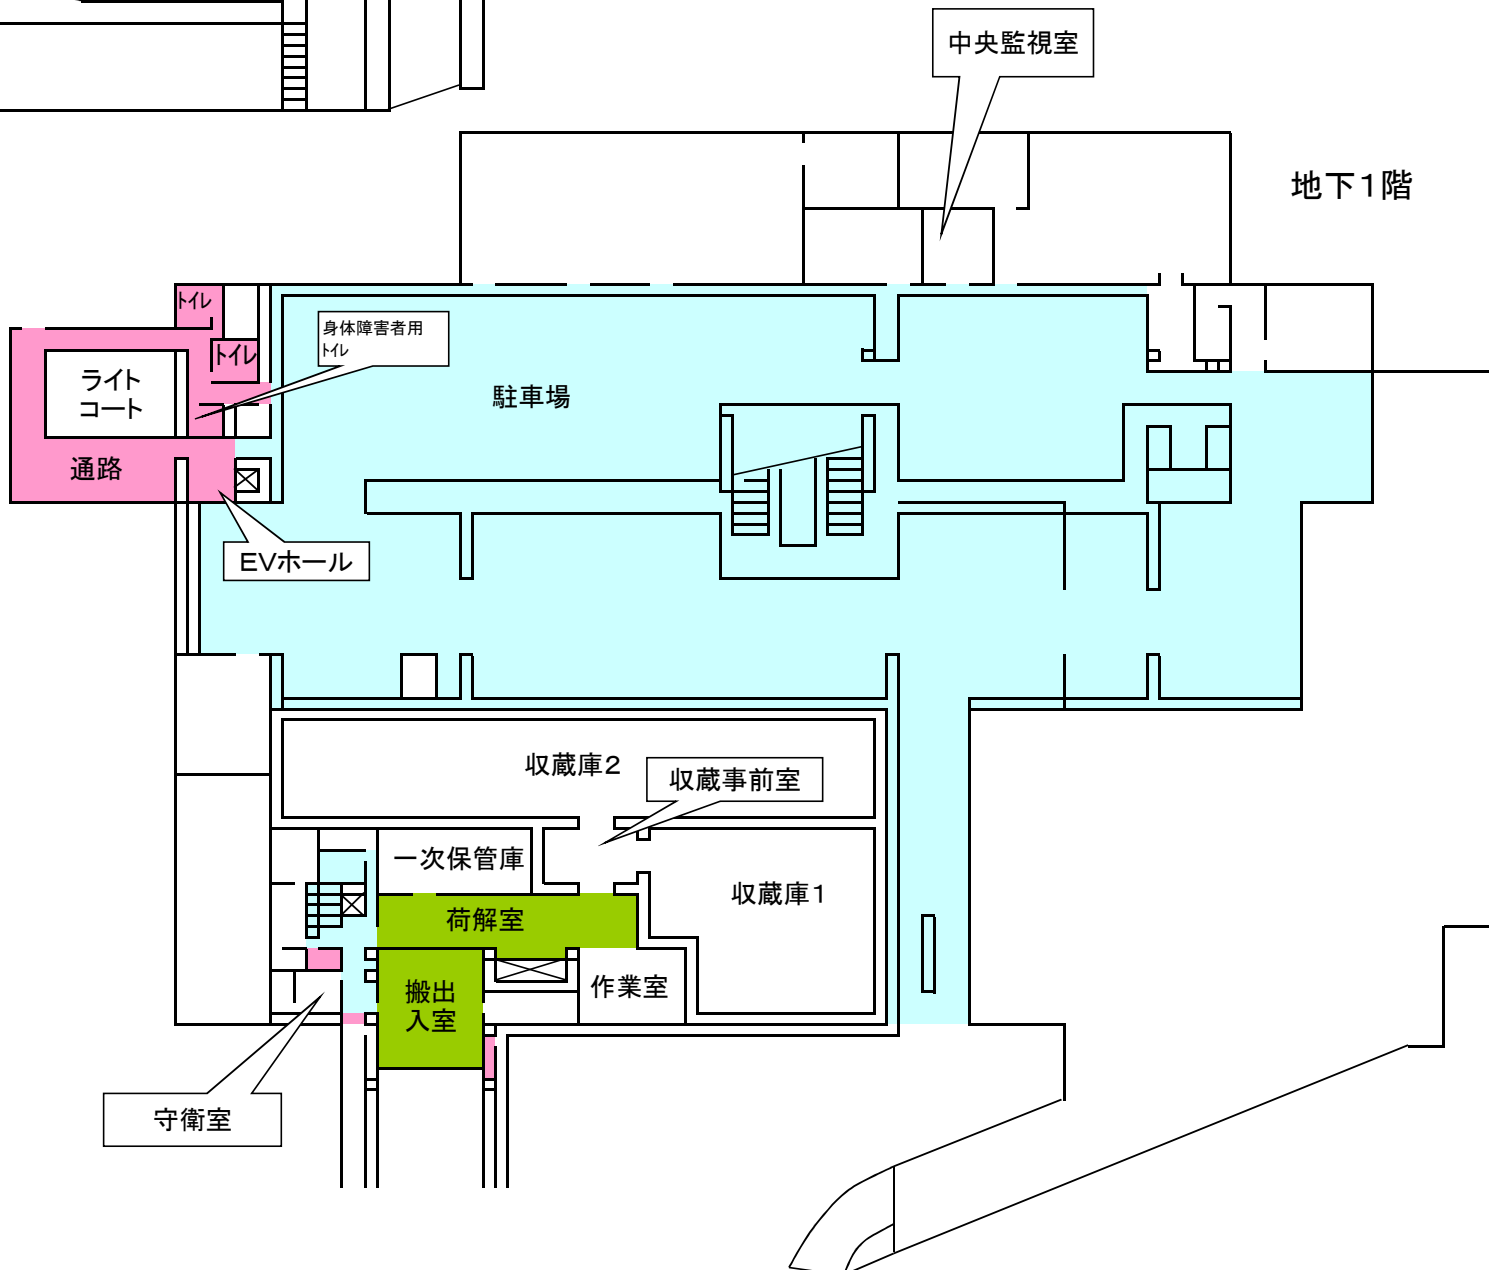 中央監視室
地下1階
トイレ
身体障害者用
トイレ
トイレ
ライト
コート
駐車場
通路
EVホール
収蔵庫2
収蔵事前室
一次保管庫
収蔵庫1
荷解室
作業室
搬出
入室
守衛室